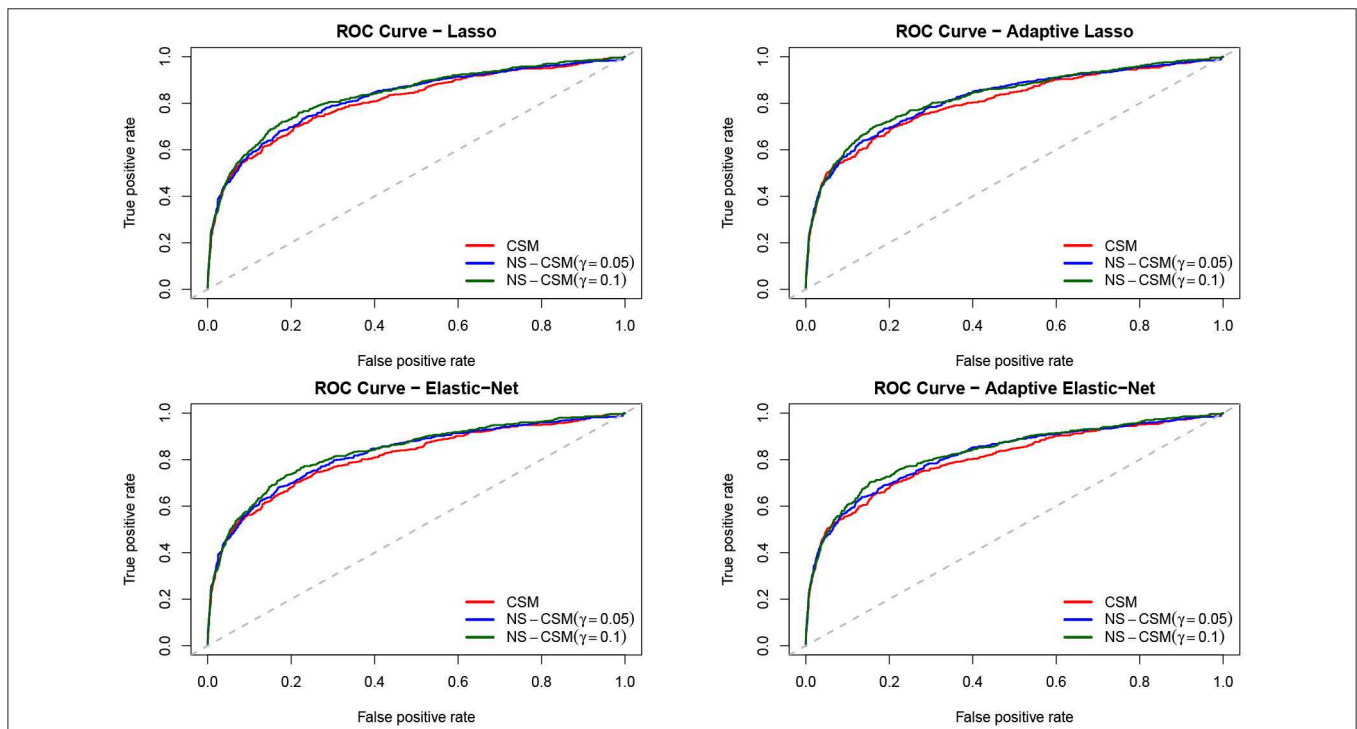 ROC Curve – Lasso
True positive rate
1.0
0.8
0.6
0.4
0.2
0.0
CSM
NS – CSM(γ = 0.05)
NS – CSM(γ = 0.1)
0.0 0.2 0.4 0.6 0.8 1.0
False positive rate
ROC Curve – Adaptive Lasso
True positive rate
1.0
0.8
0.6
0.4
0.2
0.0
CSM
NS – CSM(γ = 0.05)
NS – CSM(γ = 0.1)
0.0 0.2 0.4 0.6 0.8 1.0
False positive rate
ROC Curve – Elastic–Net
True positive rate
1.0
0.8
0.6
0.4
0.2
0.0
CSM
NS – CSM(γ = 0.05)
NS – CSM(γ = 0.1)
0.0 0.2 0.4 0.6 0.8 1.0
False positive rate
ROC Curve – Adaptive Elastic–Net
True positive rate
1.0
0.8
0.6
0.4
0.2
0.0
CSM
NS – CSM(γ = 0.05)
NS – CSM(γ = 0.1)
0.0 0.2 0.4 0.6 0.8 1.0
False positive rate